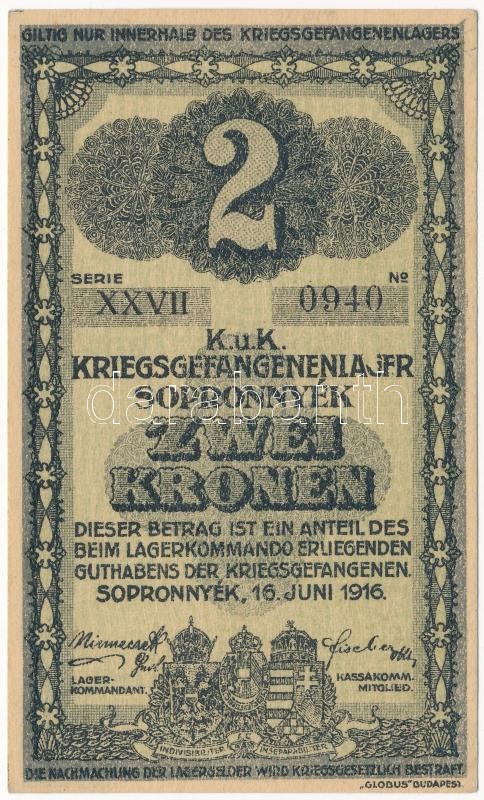 GILTIG NUR INNERHALB DES KRIEGSGEFANGENENLAGERS
2
SERIE No
XXVII 0940
K.u.K.
KRIEGSGEFANGENENLAGER
SOPRONNYÉK
ZWEI
KRONEN
DIESER BETRAG IST EIN ANTEIL DES
BEIM LAGERKOMMANDO ERLIEGENDEN
GUTHABENS DER KRIEGSGEFANGENEN.
SOPRONNYÉK, 16. JUNI 1916.
LAGER- KASSAKOMM.
KOMMANDANT. MITGLIED.
INDIVISIBILITER AC INSEPARABILITER
DIE NACHMACHUNG DER LAGERGELDER WIRD KRIEGSGESETZLICH BESTRAFT.
„GLOBUS" BUDAPEST
darabanth